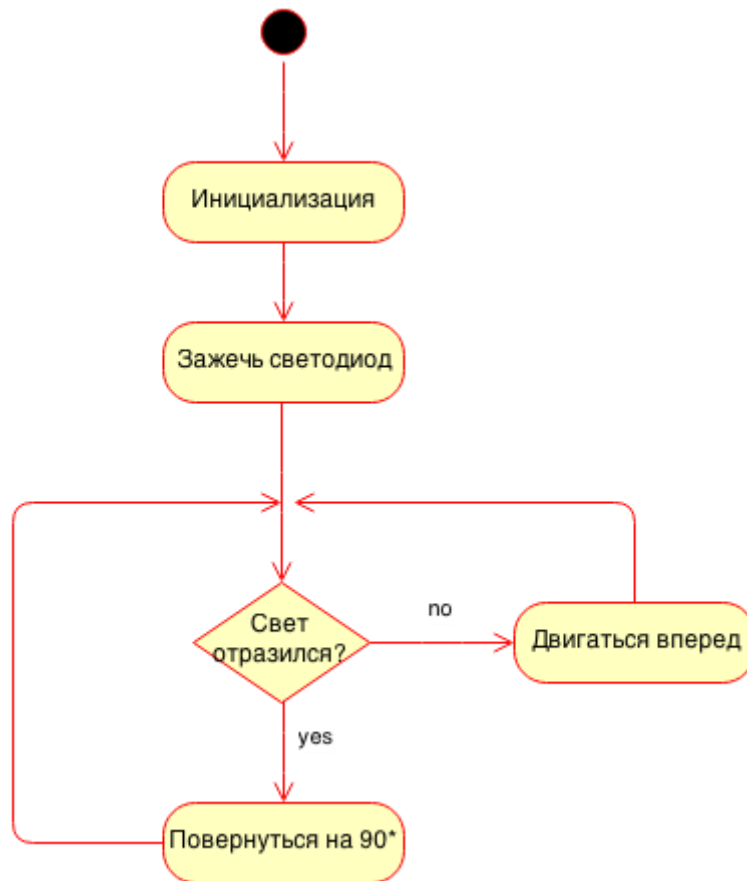 Инициализация
Зажечь светодиод
Свет
отразился?
no
Двигаться вперед
yes
Повернуться на 90*